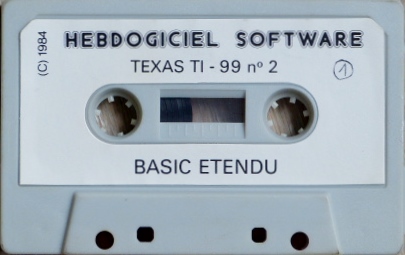 (C) 1984
HEBDOGICIEL SOFTWARE
TEXAS TI - 99 nº 2
1
BASIC ETENDU